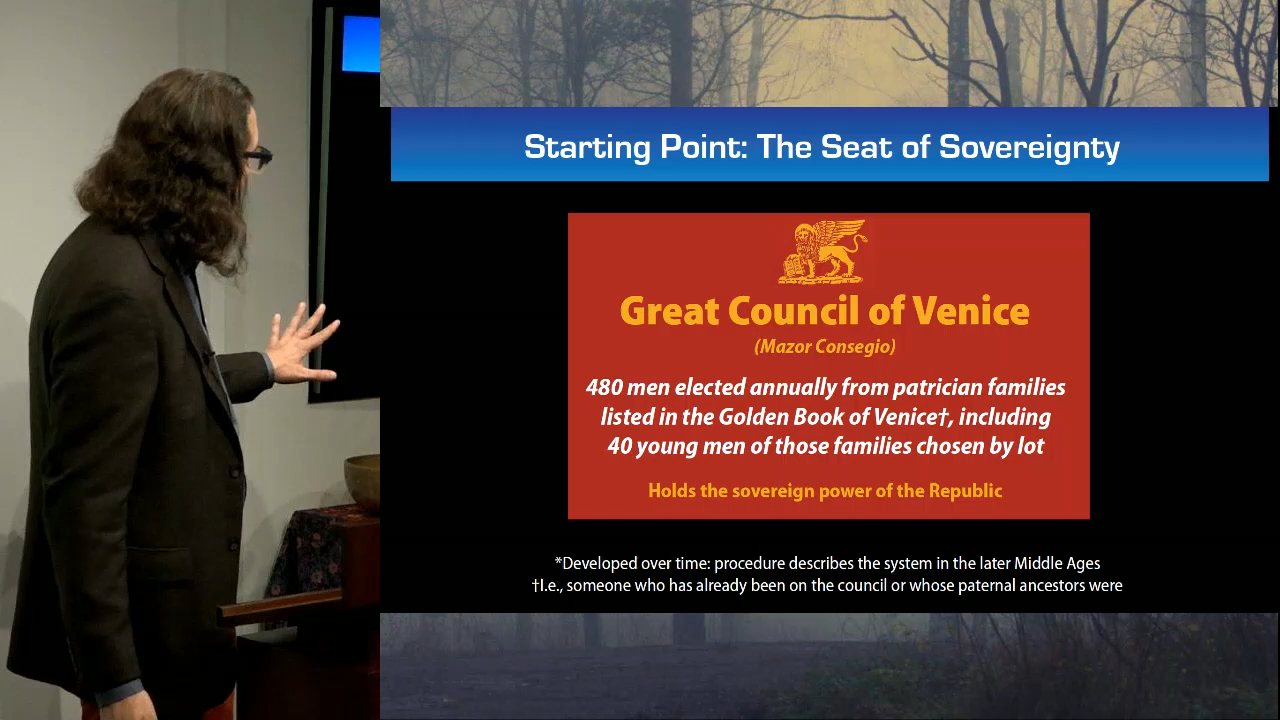 Starting Point: The Seat of Sovereignty
Great Council of Venice
(Mazor Consegio)
480 men elected annually from patrician families
listed in the Golden Book of Venice†, including
40 young men of those families chosen by lot
Holds the sovereign power of the Republic
*Developed over time: procedure describes the system in the later Middle Ages
†I.e., someone who has already been on the council or whose paternal ancestors were